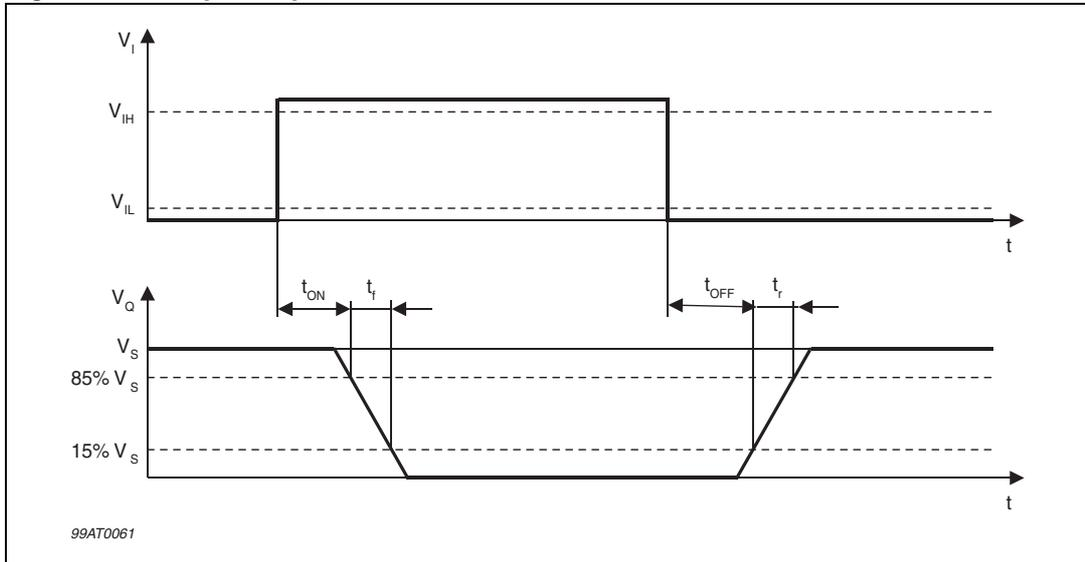 V_I
V_IH
V_IL
t
t_ON
t_f
t_OFF
t_r
V_Q
V_S
85% V_S
15% V_S
t
99AT0061